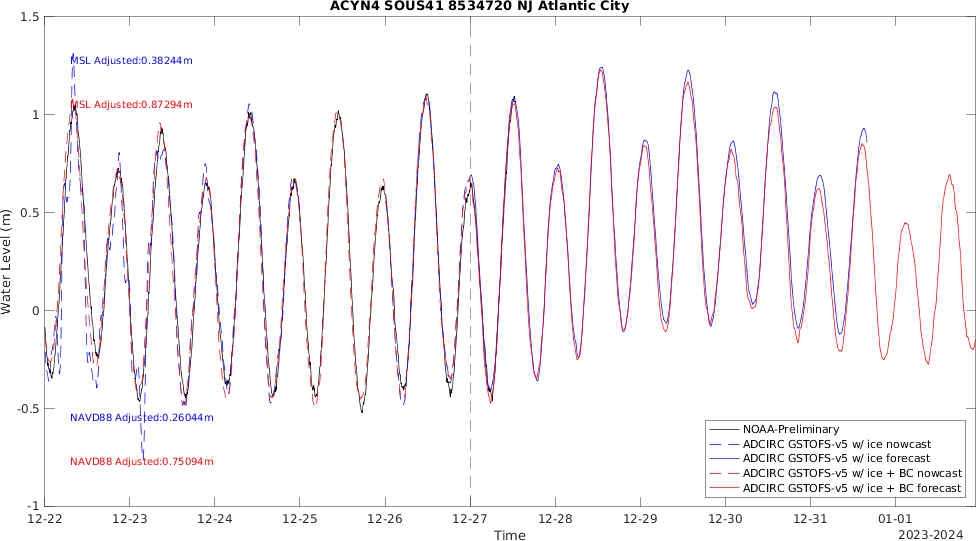 ACYN4 SOUS41 8534720 NJ Atlantic City
1.5
MSL Adjusted:0.38244m
MSL Adjusted:0.87294m
1
0.5
Water Level (m)
0
-0.5
NAVD88 Adjusted:0.26044m
NAVD88 Adjusted:0.75094m
-1
NOAA-Preliminary
ADCIRC GSTOFS-v5 w/ ice nowcast
ADCIRC GSTOFS-v5 w/ ice forecast
ADCIRC GSTOFS-v5 w/ ice + BC nowcast
ADCIRC GSTOFS-v5 w/ ice + BC forecast
12-22 12-23 12-24 12-25 12-26 12-27 12-28 12-29 12-30 12-31 01-01
Time
2023-2024